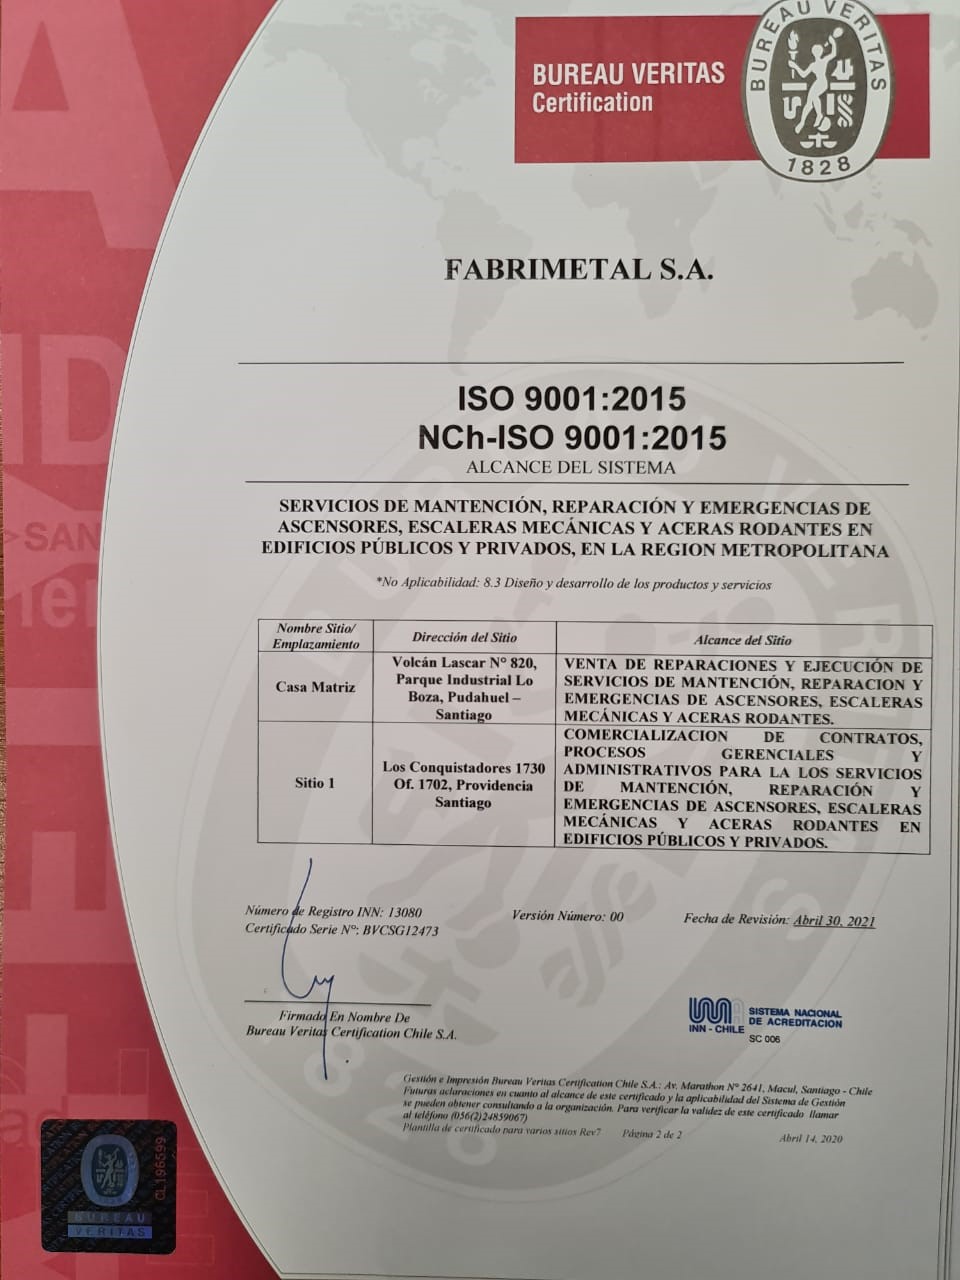 BUREAU VERITAS
Certification
BUREAU VERITAS
1828
FABRIMETAL S.A.
ISO 9001:2015
NCh-ISO 9001:2015
ALCANCE DEL SISTEMA
SERVICIOS DE MANTENCIÓN, REPARACIÓN Y EMERGENCIAS DE
ASCENSORES, ESCALERAS MECÁNICAS Y ACERAS RODANTES EN
EDIFICIOS PÚBLICOS Y PRIVADOS, EN LA REGION METROPOLITANA
*No Aplicabilidad: 8.3 Diseño y desarrollo de los productos y servicios
Nombre Sitio/
Emplazamiento
Dirección del Sitio
Alcance del Sitio
Casa Matriz
Volcán Lascar N° 820,
Parque Industrial Lo
Boza, Pudahuel –
Santiago
VENTA DE REPARACIONES Y EJECUCIÓN DE
SERVICIOS DE MANTENCIÓN, REPARACION Y
EMERGENCIAS DE ASCENSORES, ESCALERAS
MECÁNICAS Y ACERAS RODANTES.
Sitio 1
Los Conquistadores 1730
Of. 1702, Providencia
Santiago
COMERCIALIZACION DE CONTRATOS,
PROCESOS GERENCIALES Y
ADMINISTRATIVOS PARA LA LOS SERVICIOS
DE MANTENCIÓN, REPARACIÓN Y
EMERGENCIAS DE ASCENSORES, ESCALERAS
MECÁNICAS Y ACERAS RODANTES EN
EDIFICIOS PÚBLICOS Y PRIVADOS.
Número de Registro INN: 13080
Versión Número: 00
Fecha de Revisión: Abril 30, 2021
Certificado Serie N°: BVCSG12473
Firmado En Nombre De
Bureau Veritas Certification Chile S.A.
INN - CHILE
SISTEMA NACIONAL
DE ACREDITACION
SC 006
Gestión e Impresión Bureau Veritas Certification Chile S.A.: Av. Marathon N° 2641, Macul, Santiago - Chile
Futuras aclaraciones en cuanto al alcance de este certificado y la aplicabilidad del Sistema de Gestión
se pueden obtener consultando a la organización. Para verificar la validez de este certificado llamar
al teléfono (056(2)24859067)
Plantilla de certificado para varios sitios Rev7
Página 2 de 2
Abril 14, 2020
CL196599
BUREAU
VERITAS